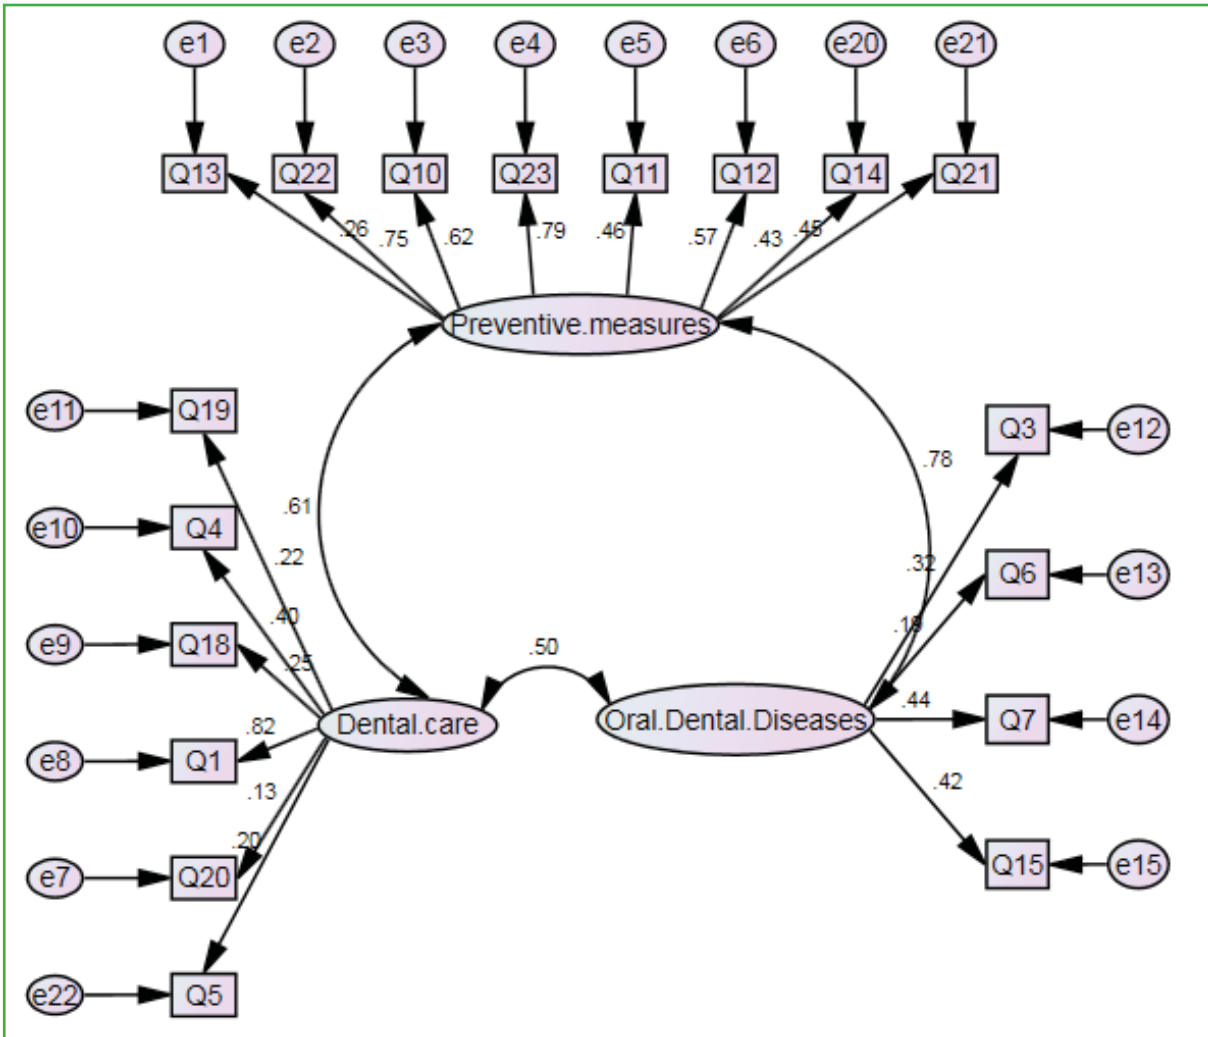 e1 e2 e3 e4 e5 e6 e20 e21
Q13 Q22 Q10 Q23 Q11 Q12 Q14 Q21
.26 .75 .62 .79 .46 .57 .43 .45
Preventive.measures
e11 Q19
Q3 e12
.78
.61
e10 Q4
.22
.32
Q6 e13
.40
.19
e9 Q18
.25
.50
.44
.82
Dental.care
Oral.Dental.Diseases
Q7 e14
e8 Q1
.13
.42
.20
e7 Q20
Q15 e15
e22 Q5